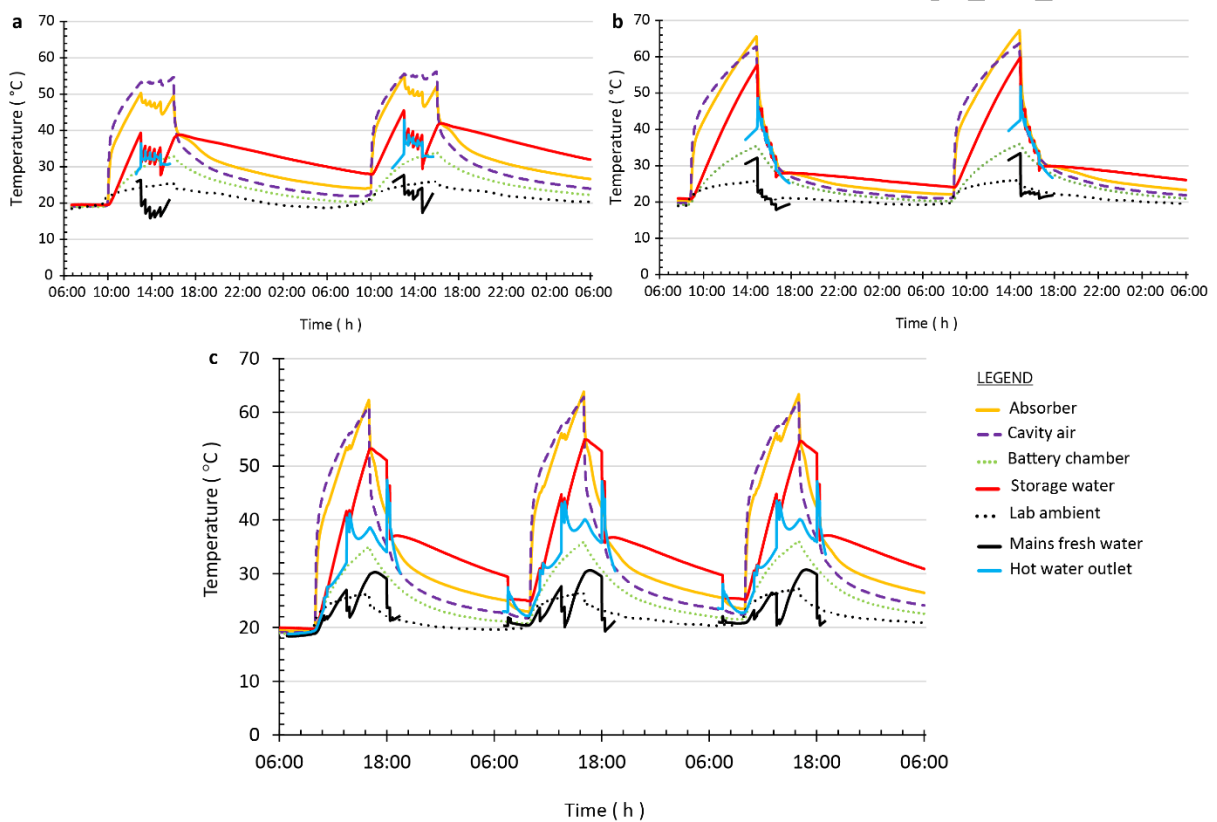 a
70
60
50
40
30
20
10
0
Temperature ( °C)
06:00 10:00 14:00 18:00 22:00 02:00 06:00 10:00 14:00 18:00 22:00 02:00 06:00
Time ( h )
b
70
60
50
40
30
20
10
0
Temperature ( °C)
06:00 10:00 14:00 18:00 22:00 02:00 06:00 10:00 14:00 18:00 22:00 02:00 06:00
Time ( h )
c
70
60
50
40
30
20
10
0
Temperature ( °C)
06:00 18:00 06:00 18:00 06:00 18:00 06:00
Time ( h )
LEGEND
Absorber
Cavity air
Battery chamber
Storage water
Lab ambient
Mains fresh water
Hot water outlet